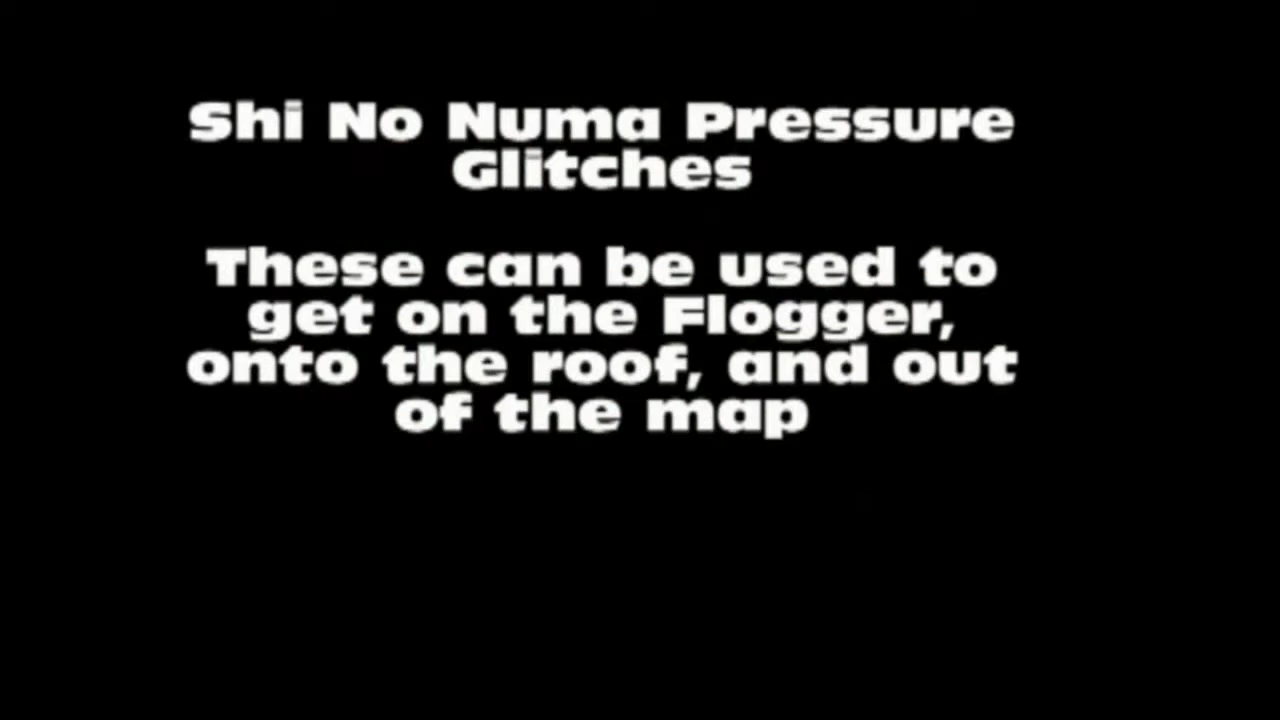 Shi No Numa Pressure
Glitches
These can be used to
get on the Flogger,
onto the roof, and out
of the map